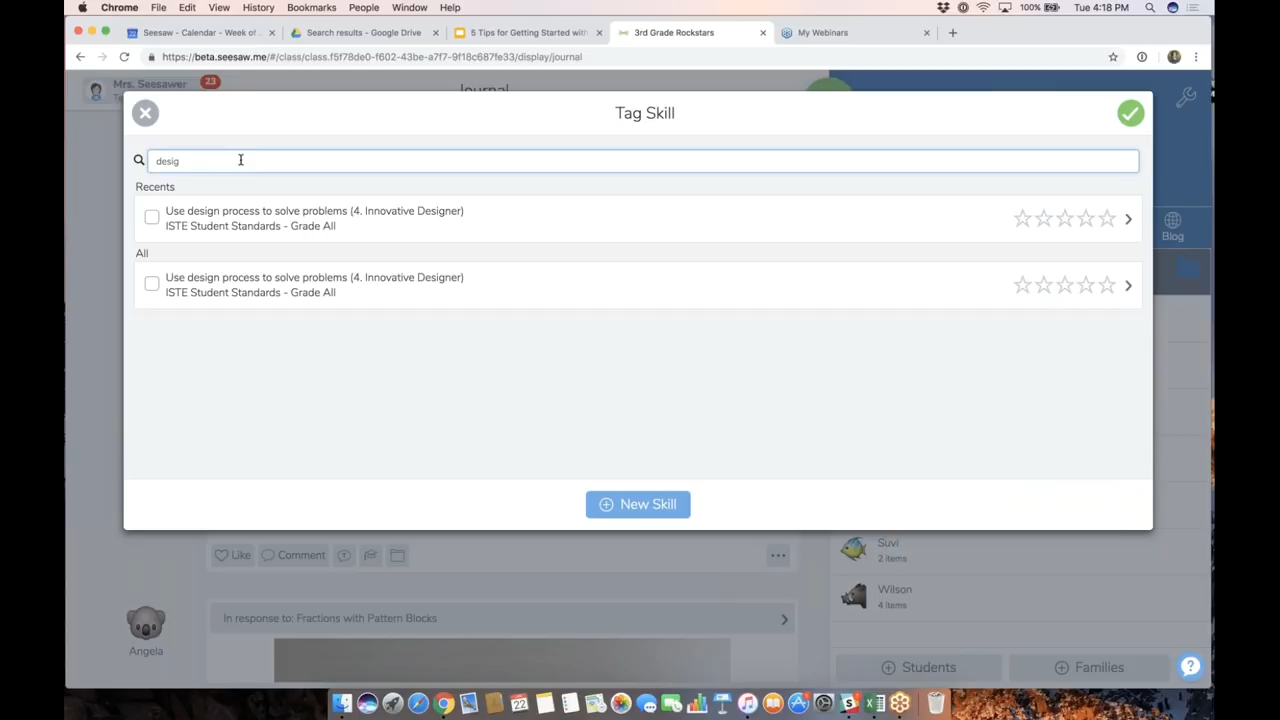 Chrome File Edit View History Bookmarks People Window Help 100% Tue 4:18 PM
Seesaw - Calendar - Week of Search results - Google Drive 5 Tips for Getting Started with 3rd Grade Rockstars My Webinars
https://beta.seesaw.me/#/class/class.f5f78de0-f602-43be-a7f7-9f18c687fe33/display/journal
Mrs. Seesawer 23
Journal
Tag Skill
desig
Recents
Use design process to solve problems (4. Innovative Designer)
ISTE Student Standards - Grade All
Blog
All
Use design process to solve problems (4. Innovative Designer)
ISTE Student Standards - Grade All
New Skill
Like Comment
Suvi
2 items
Wilson
4 items
In response to: Fractions with Pattern Blocks
Angela
Students Families
22